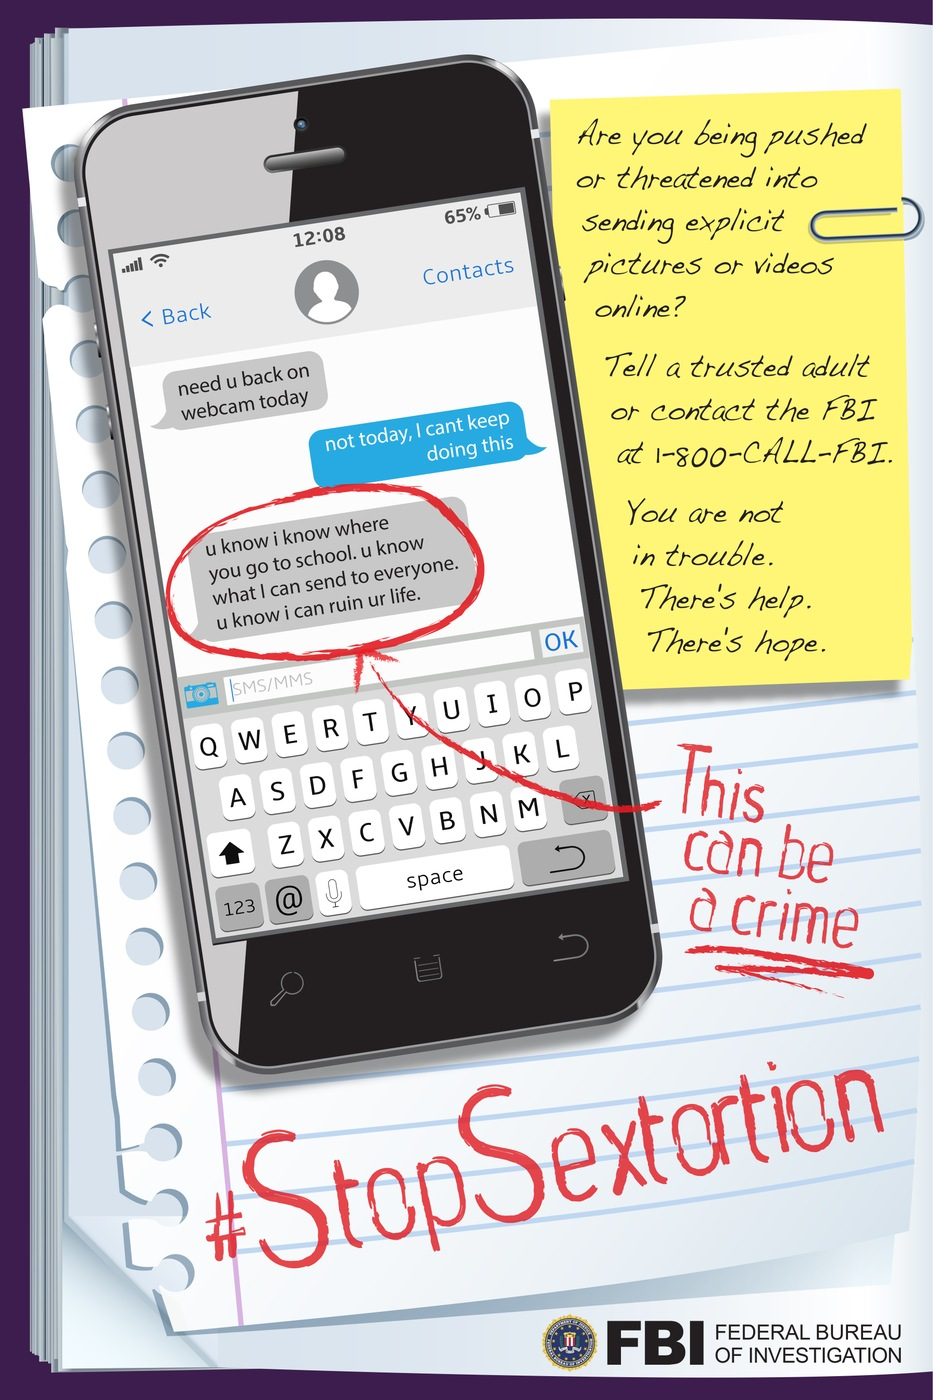 12:08
65%
< Back
Contacts
need u back on
webcam today
not today, I cant keep
doing this
u know i know where
you go to school. u know
what I can send to everyone.
u know i can ruin ur life.
SMS/MMS
OK
Q W E R T Y U I O P
A S D F G H J K L
Z X C V B N M
123 @ space
Are you being pushed
or threatened into
sending explicit
pictures or videos
online?
Tell a trusted adult
or contact the FBI
at 1-800-CALL-FBI.
You are not
in trouble.
There's help.
There's hope.
This
can be
a crime
#StopSextortion
FBI
FEDERAL BUREAU
OF INVESTIGATION